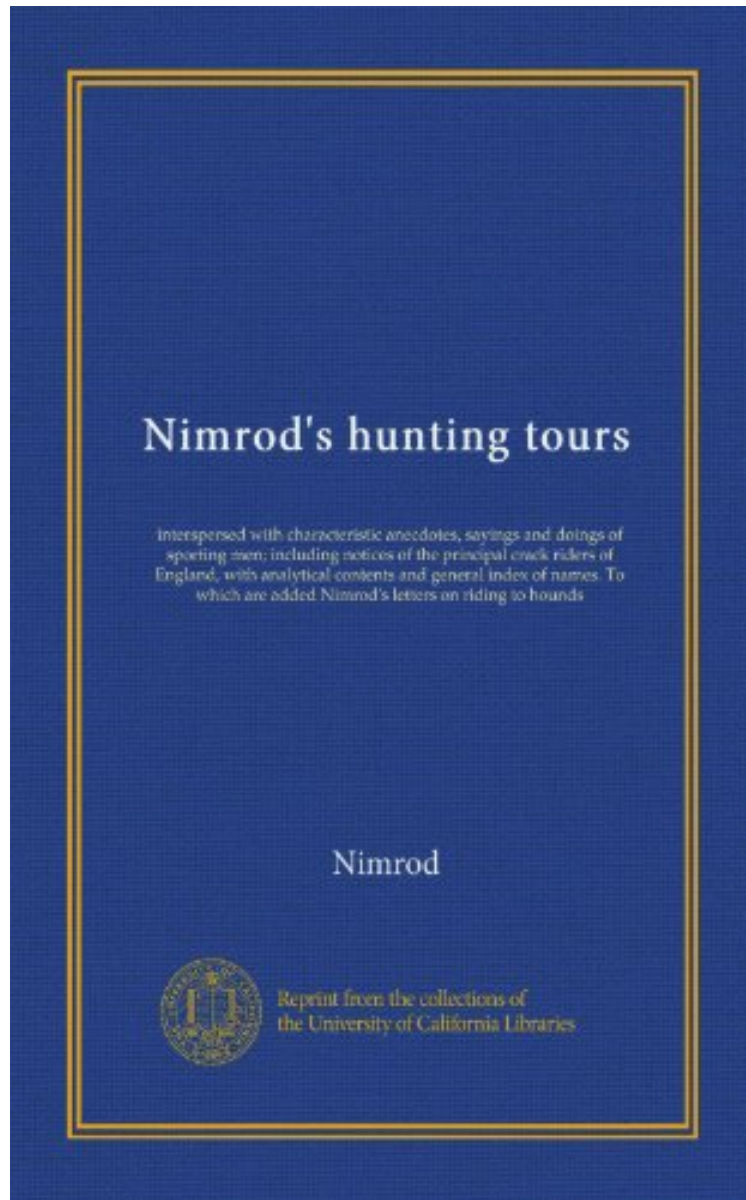 Nimrod's hunting tours
interspersed with characteristic anecdotes, sayings and doings of
sporting men; including notices of the principal crack riders of
England, with analytical contents and general index of names. To
which are added Nimrod's letters on riding to hounds
Nimrod
Reprint from the collections of
the University of California Libraries